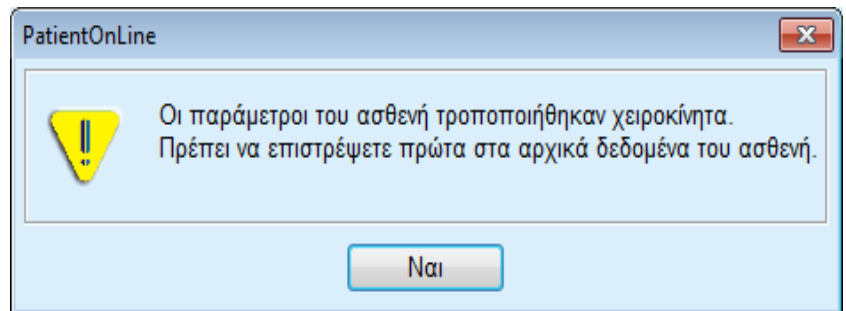 PatientOnLine
Οι παράμετροι του ασθενή τροποποιήθηκαν χειροκίνητα.
Πρέπει να επιστρέψετε πρώτα στα αρχικά δεδομένα του ασθενή.
Ναι